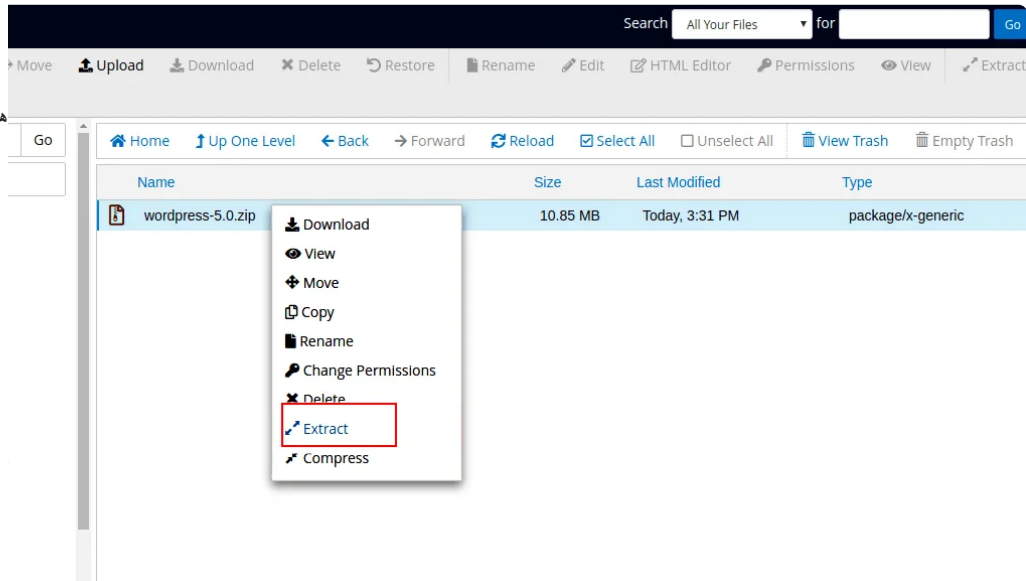 Search All Your Files for Go
Move Upload Download Delete Restore Rename Edit HTML Editor Permissions View Extract
Go Home Up One Level Back Forward Reload Select All Unselect All View Trash Empty Trash
Name Size Last Modified Type
wordpress-5.0.zip 10.85 MB Today, 3:31 PM package/x-generic
Download
View
Move
Copy
Rename
Change Permissions
Delete
Extract
Compress